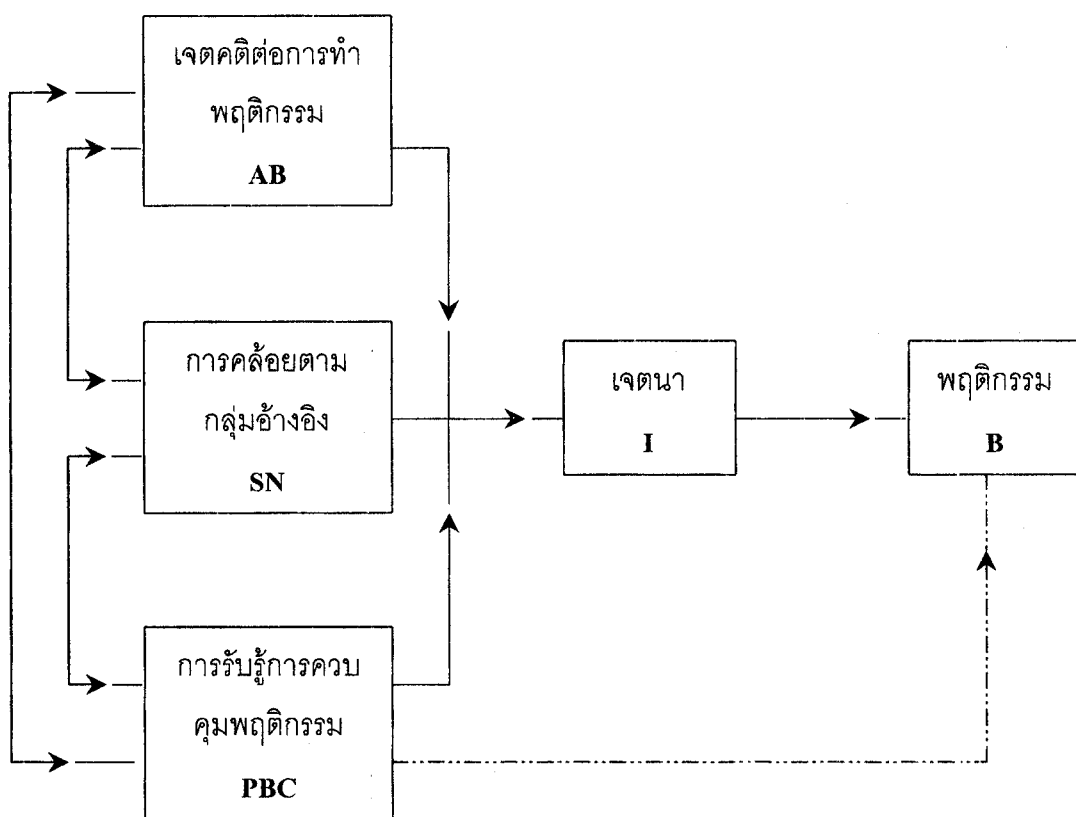 เจตคติต่อการทำ
พฤติกรรม
AB
การคล้อยตาม
กลุ่มอ้างอิง
SN
เจตนา
I
พฤติกรรม
B
การรับรู้การควบ
คุมพฤติกรรม
PBC